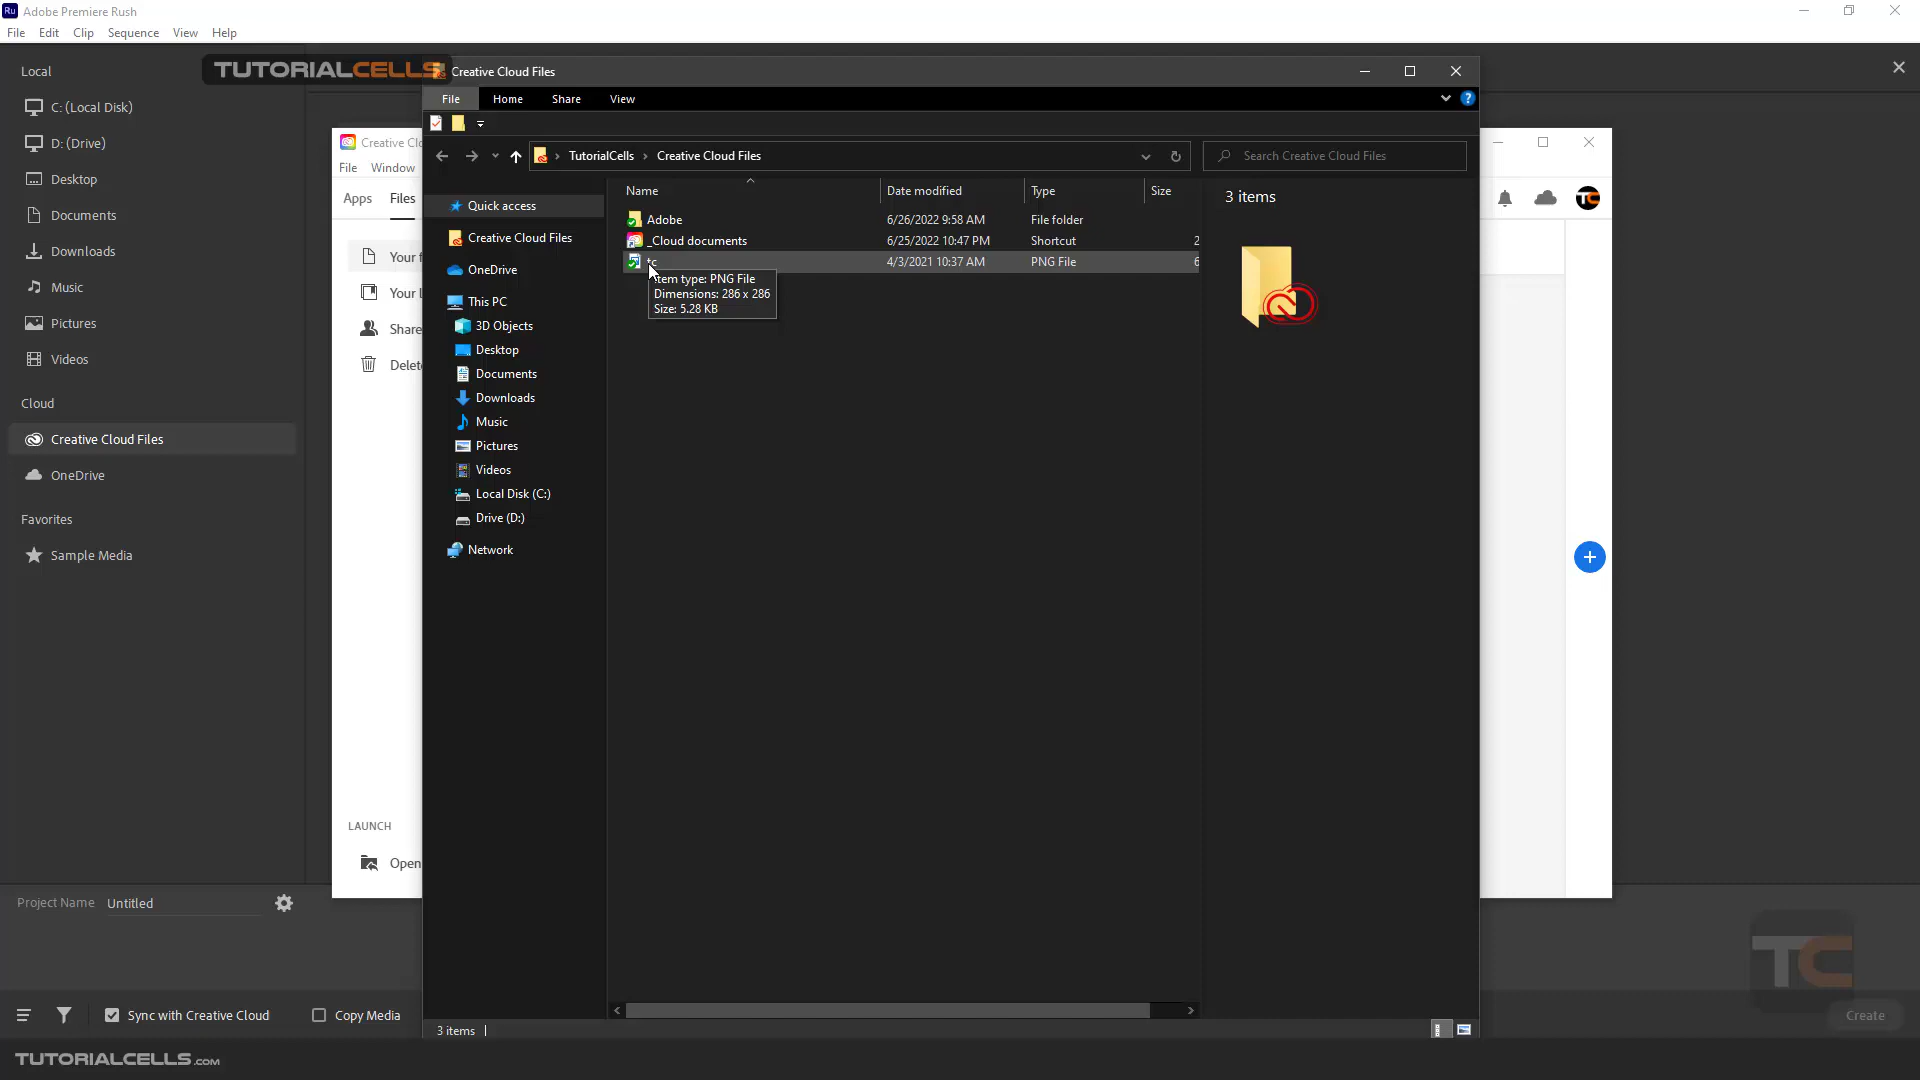 Ru Adobe Premiere Rush
File Edit Clip Sequence View Help
Local
C: (Local Disk)
D: (Drive)
Desktop
Documents
Downloads
Music
Pictures
Videos
Cloud
Creative Cloud Files
OneDrive
Favorites
Sample Media
Project Name Untitled
Sync with Creative Cloud Copy Media
TUTORIALCELLS.COM
TUTORIALCELLS
File Window
Apps Files
Your
Your
Share
Delet
LAUNCH
Open
Creative Cloud Files
File Home Share View
TutorialCells Creative Cloud Files
Search Creative Cloud Files
Quick access
Creative Cloud Files
OneDrive
This PC
3D Objects
Desktop
Documents
Downloads
Music
Pictures
Videos
Local Disk (C:)
Drive (D:)
Network
Name Date modified Type Size
Adobe 6/26/2022 9:58 AM File folder
_Cloud documents 6/25/2022 10:47 PM Shortcut 2
tc 4/3/2021 10:37 AM PNG File 6
Item type: PNG File
Dimensions: 286 x 286
Size: 5.28 KB
3 items
3 items
TC
TC
Create